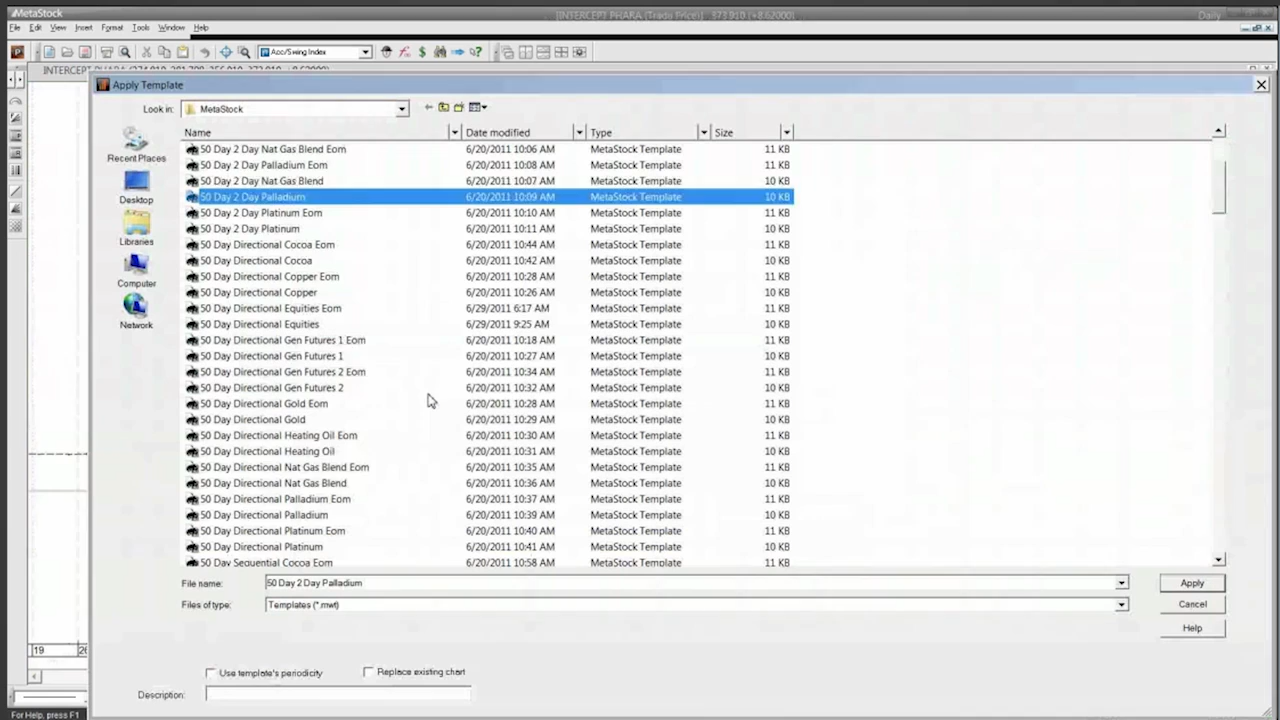 MetaStock
[INTERCEPT PHARA (Trade Price)] 373.910 (+8.62000)
Daily
File Edit View Insert Format Tools Window Help
Acc/Swing Index
Apply Template
Look in: MetaStock
Name Date modified Type Size
50 Day 2 Day Nat Gas Blend Eom 6/20/2011 10:06 AM MetaStock Template 11 KB
50 Day 2 Day Palladium Eom 6/20/2011 10:08 AM MetaStock Template 11 KB
50 Day 2 Day Nat Gas Blend 6/20/2011 10:07 AM MetaStock Template 10 KB
50 Day 2 Day Palladium 6/20/2011 10:09 AM MetaStock Template 10 KB
50 Day 2 Day Platinum Eom 6/20/2011 10:10 AM MetaStock Template 11 KB
50 Day 2 Day Platinum 6/20/2011 10:11 AM MetaStock Template 10 KB
50 Day Directional Cocoa Eom 6/20/2011 10:44 AM MetaStock Template 11 KB
50 Day Directional Cocoa 6/20/2011 10:42 AM MetaStock Template 10 KB
50 Day Directional Copper Eom 6/20/2011 10:28 AM MetaStock Template 11 KB
50 Day Directional Copper 6/20/2011 10:26 AM MetaStock Template 10 KB
50 Day Directional Equities Eom 6/29/2011 6:17 AM MetaStock Template 11 KB
50 Day Directional Equities 6/29/2011 9:25 AM MetaStock Template 10 KB
50 Day Directional Gen Futures 1 Eom 6/20/2011 10:18 AM MetaStock Template 11 KB
50 Day Directional Gen Futures 1 6/20/2011 10:27 AM MetaStock Template 10 KB
50 Day Directional Gen Futures 2 Eom 6/20/2011 10:34 AM MetaStock Template 11 KB
50 Day Directional Gen Futures 2 6/20/2011 10:32 AM MetaStock Template 10 KB
50 Day Directional Gold Eom 6/20/2011 10:28 AM MetaStock Template 11 KB
50 Day Directional Gold 6/20/2011 10:29 AM MetaStock Template 10 KB
50 Day Directional Heating Oil Eom 6/20/2011 10:30 AM MetaStock Template 11 KB
50 Day Directional Heating Oil 6/20/2011 10:31 AM MetaStock Template 10 KB
50 Day Directional Nat Gas Blend Eom 6/20/2011 10:35 AM MetaStock Template 11 KB
50 Day Directional Nat Gas Blend 6/20/2011 10:36 AM MetaStock Template 10 KB
50 Day Directional Palladium Eom 6/20/2011 10:37 AM MetaStock Template 11 KB
50 Day Directional Palladium 6/20/2011 10:39 AM MetaStock Template 10 KB
50 Day Directional Platinum Eom 6/20/2011 10:40 AM MetaStock Template 11 KB
50 Day Directional Platinum 6/20/2011 10:41 AM MetaStock Template 10 KB
50 Day Sequential Cocoa Eom 6/20/2011 10:58 AM MetaStock Template 11 KB
Recent Places
Desktop
Libraries
Computer
Network
File name: 50 Day 2 Day Palladium Apply
Files of type: Templates (*.mwt) Cancel
Help
Use template's periodicity Replace existing chart
Description:
19
For Help, press F1